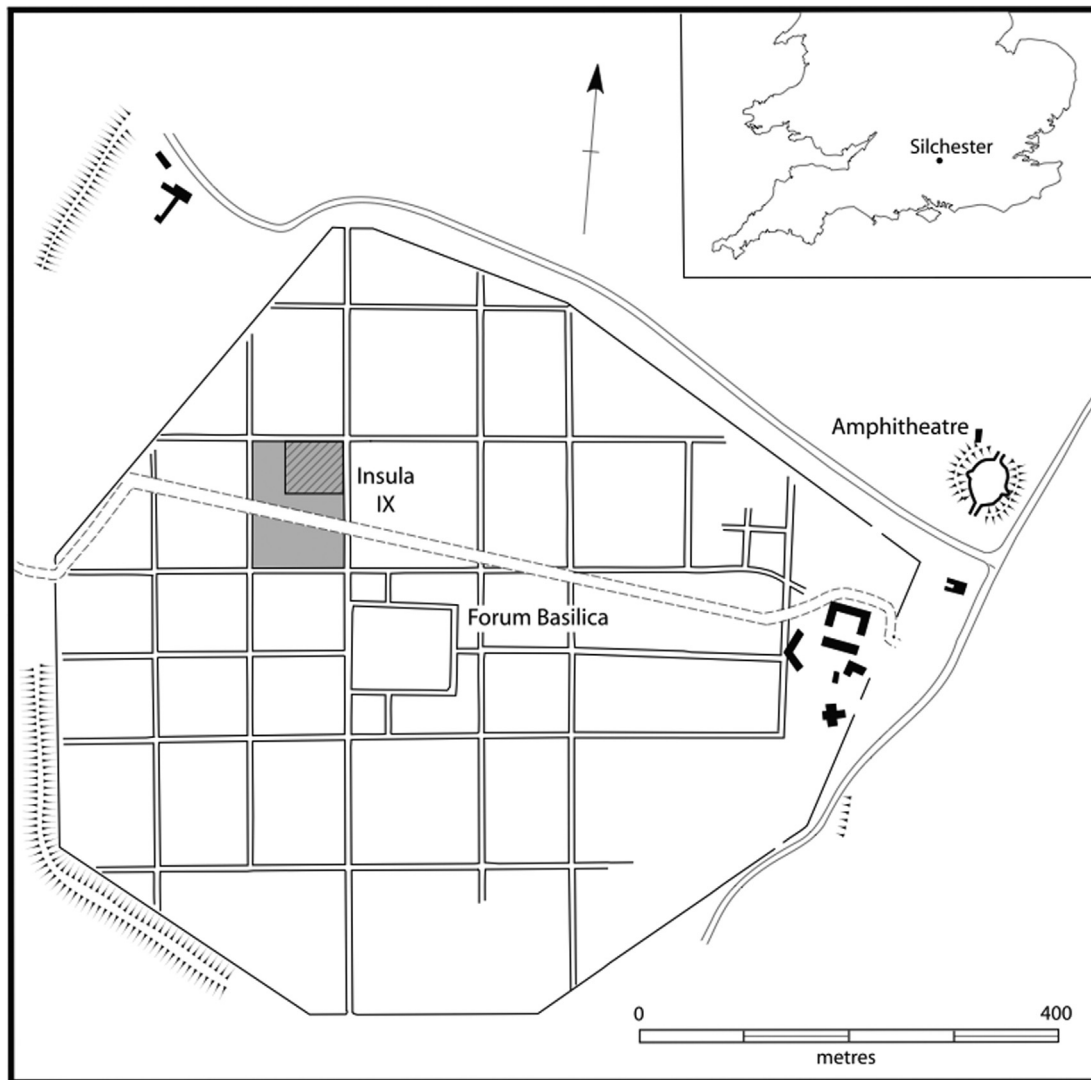 Silchester
Amphitheatre
Insula
IX
Forum Basilica
0 400
metres